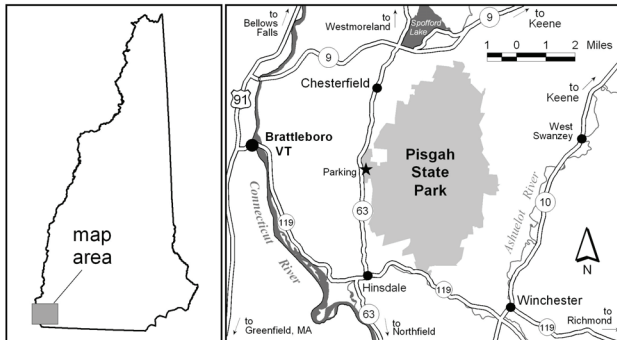 map
area
to
Bellows
Falls
to
Westmoreland
Spofford
Lake
9
to
Keene
1 0 1 2 Miles
9
91
Chesterfield
to
Keene
West
Swanzey
Brattleboro
VT
Parking
Pisgah
State
Park
Connecticut
River
119
63
Ashuelot River
10
N
Hinsdale
119
Winchester
to
Greenfield, MA
63
to
Northfield
119
to
Richmond